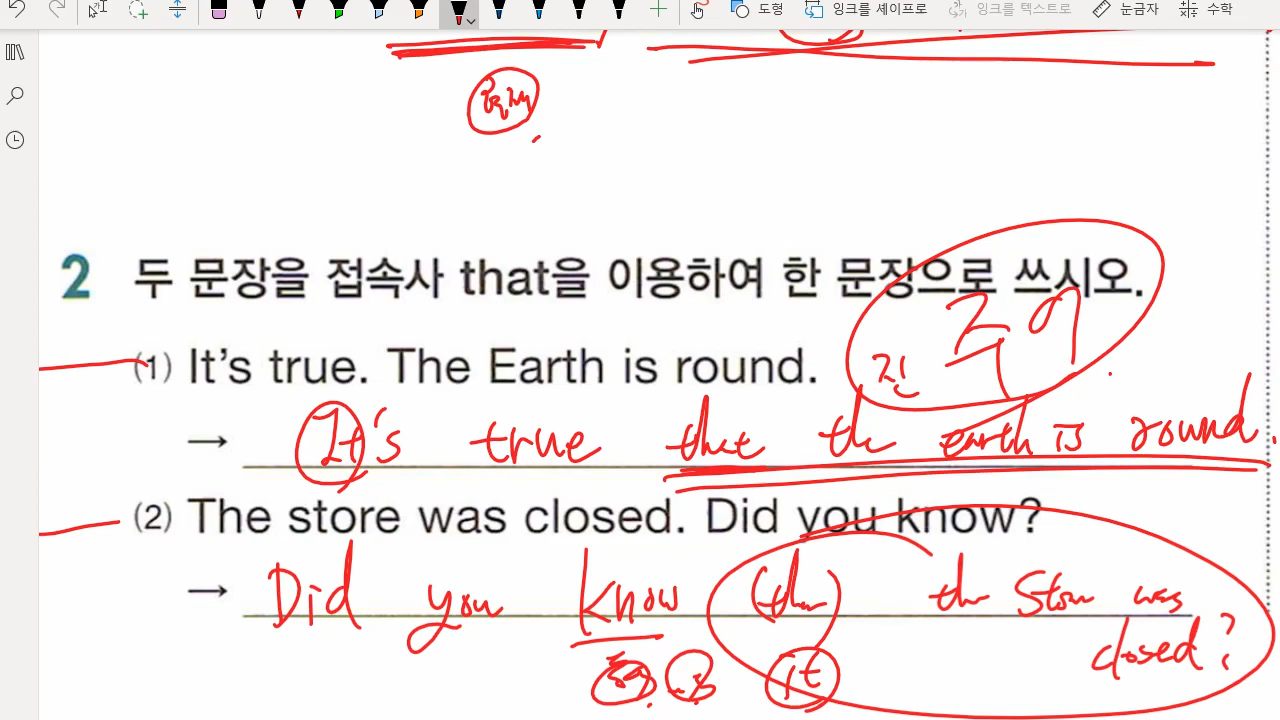 도형 잉크를 셰이프로 잉크를 텍스트로 눈금자 수학
2 두 문장을 접속사 that을 이용하여 한 문장으로 쓰시오.
(1) It's true. The Earth is round.
진 주어
→ It's true that the earth is round.
(2) The store was closed. Did you know?
→ Did you know (that) the store was
closed?
it